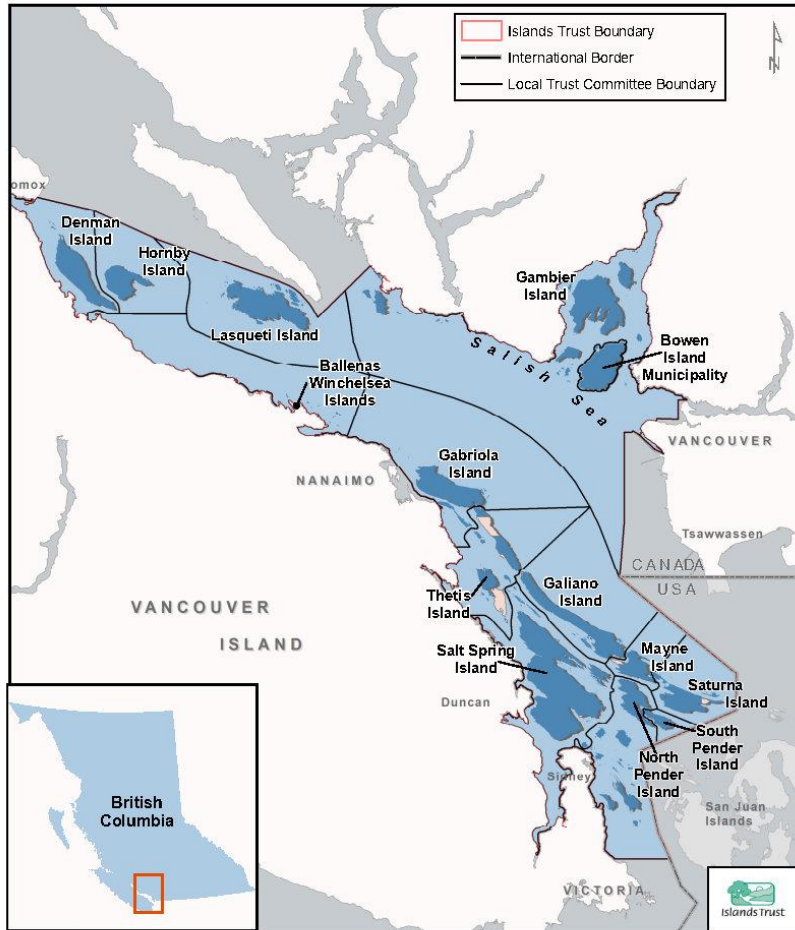 Islands Trust Boundary
International Border
Local Trust Committee Boundary
N
omox
Denman
Island
Hornby
Island
Lasqueti Island
Ballenas
Winchelsea
Islands
Gambier
Island
Bowen
Island
Municipality
Salish Sea
VANCOUVER
Gabriola
Island
NANAIMO
Tsawwassen
CANADA
USA
Thetis
Island
Galiano
Island
VANCOUVER
ISLAND
Salt Spring
Island
Mayne
Island
Saturna
Island
Duncan
South
Pender
Island
North
Pender
Island
Sidney
San Juan
Islands
British
Columbia
VICTORIA
Islands Trust